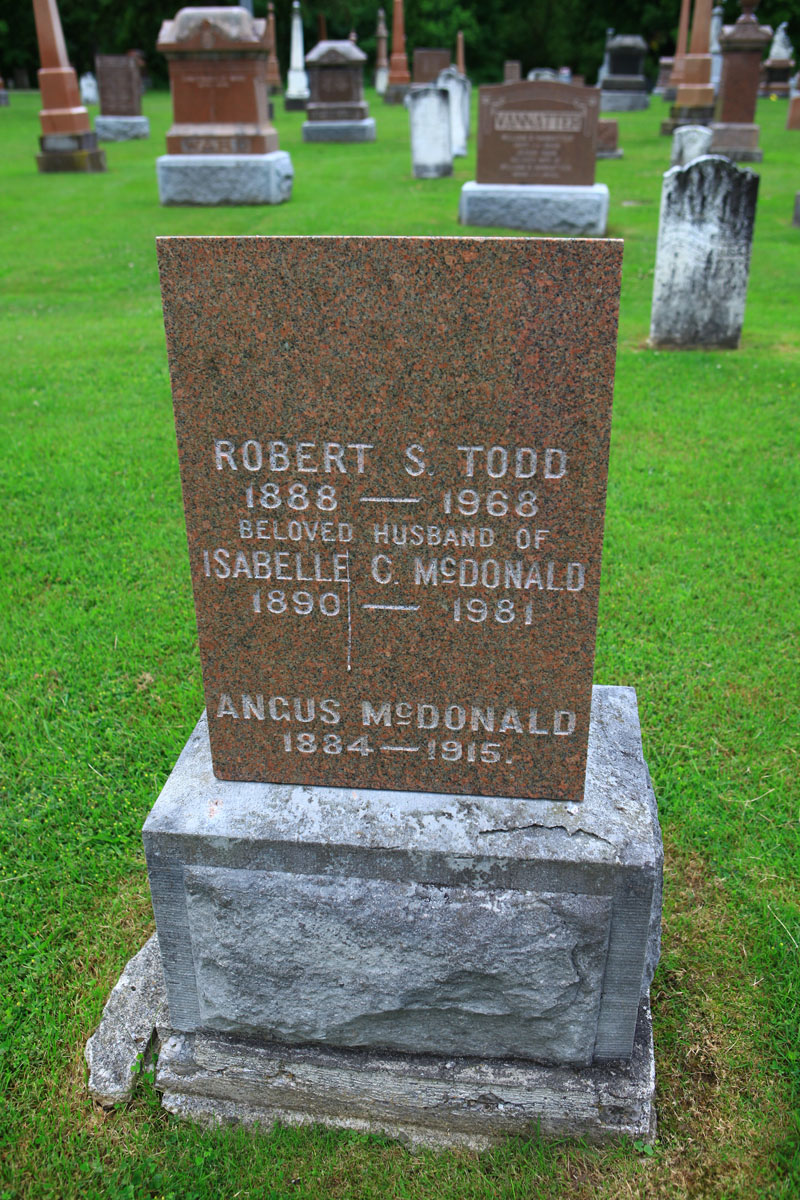 VANNATTER
ROBERT S. TODD
1888 — 1968
BELOVED HUSBAND OF
ISABELLE C. McDONALD
1890 — 1981
ANGUS McDONALD
1884 — 1915.